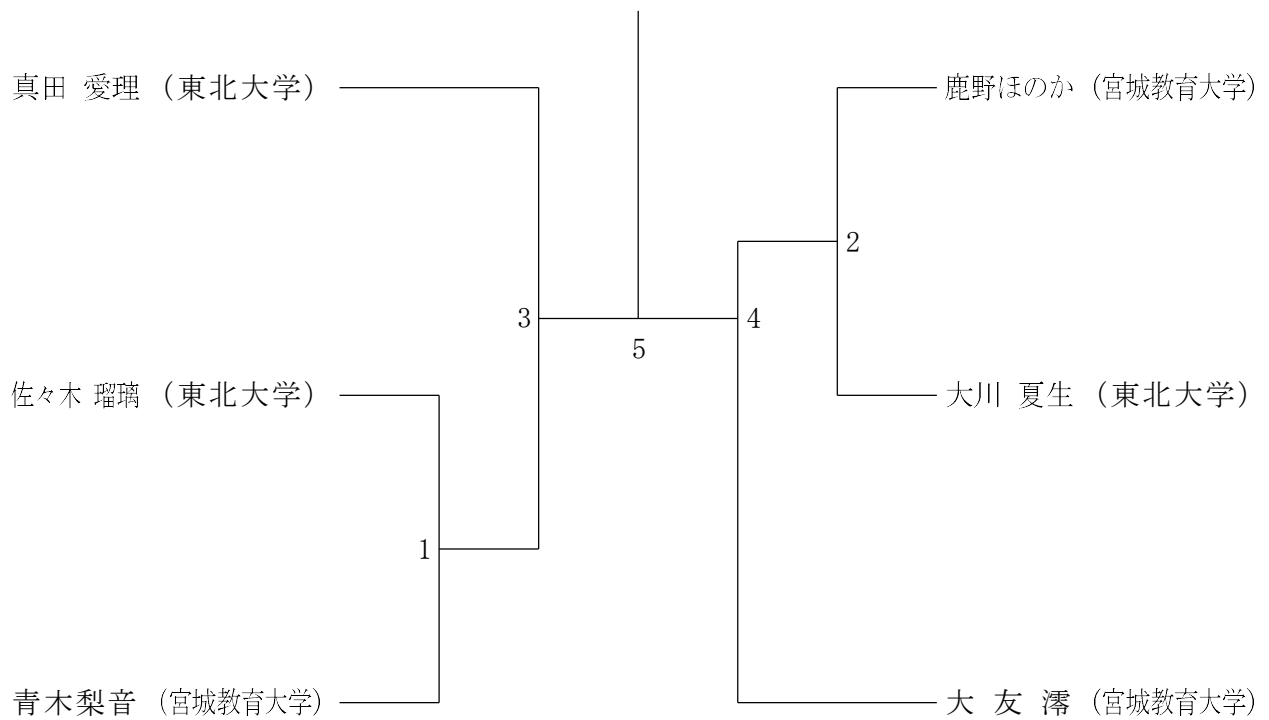 真田 愛理 （東北大学）
鹿野ほのか （宮城教育大学）
2
3
4
5
佐々木 瑠璃 （東北大学）
大川 夏生 （東北大学）
1
青木梨音 （宮城教育大学）
大 友 澪 （宮城教育大学）